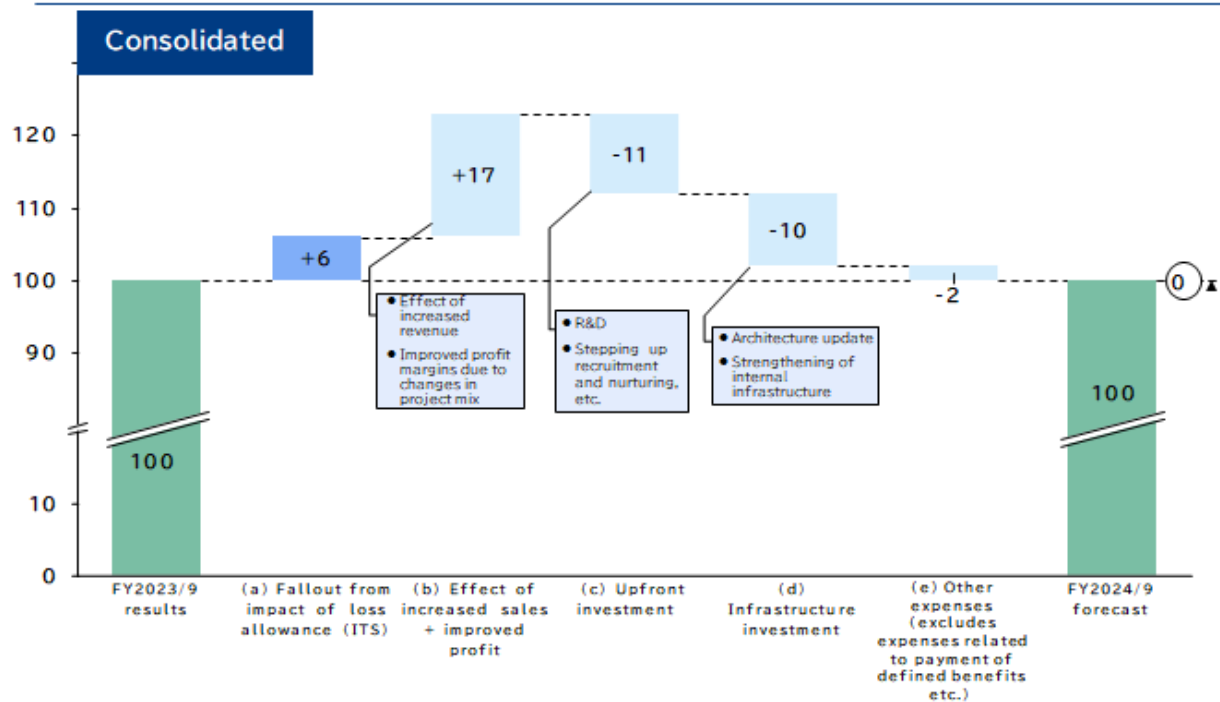 Consolidated
120
110
100
90
10
0
+6
+17
-11
-10
-2
0
100
100
● Effect of
increased
revenue
● Improved profit
margins due to
changes in
project mix
● R&D
● Stepping up
recruitment
and nurturing,
etc.
● Architecture update
● Strengthening of
internal
infrastructure
FY2023/9
results
(a) Fallout from
impact of loss
allowance (ITS)
(b) Effect of
increased sales
+ improved
profit
(c) Upfront
investment
(d)
Infrastructure
investment
(e) Other
expenses
(excludes
expenses related
to payment of
defined benefits
etc.)
FY2024/9
forecast